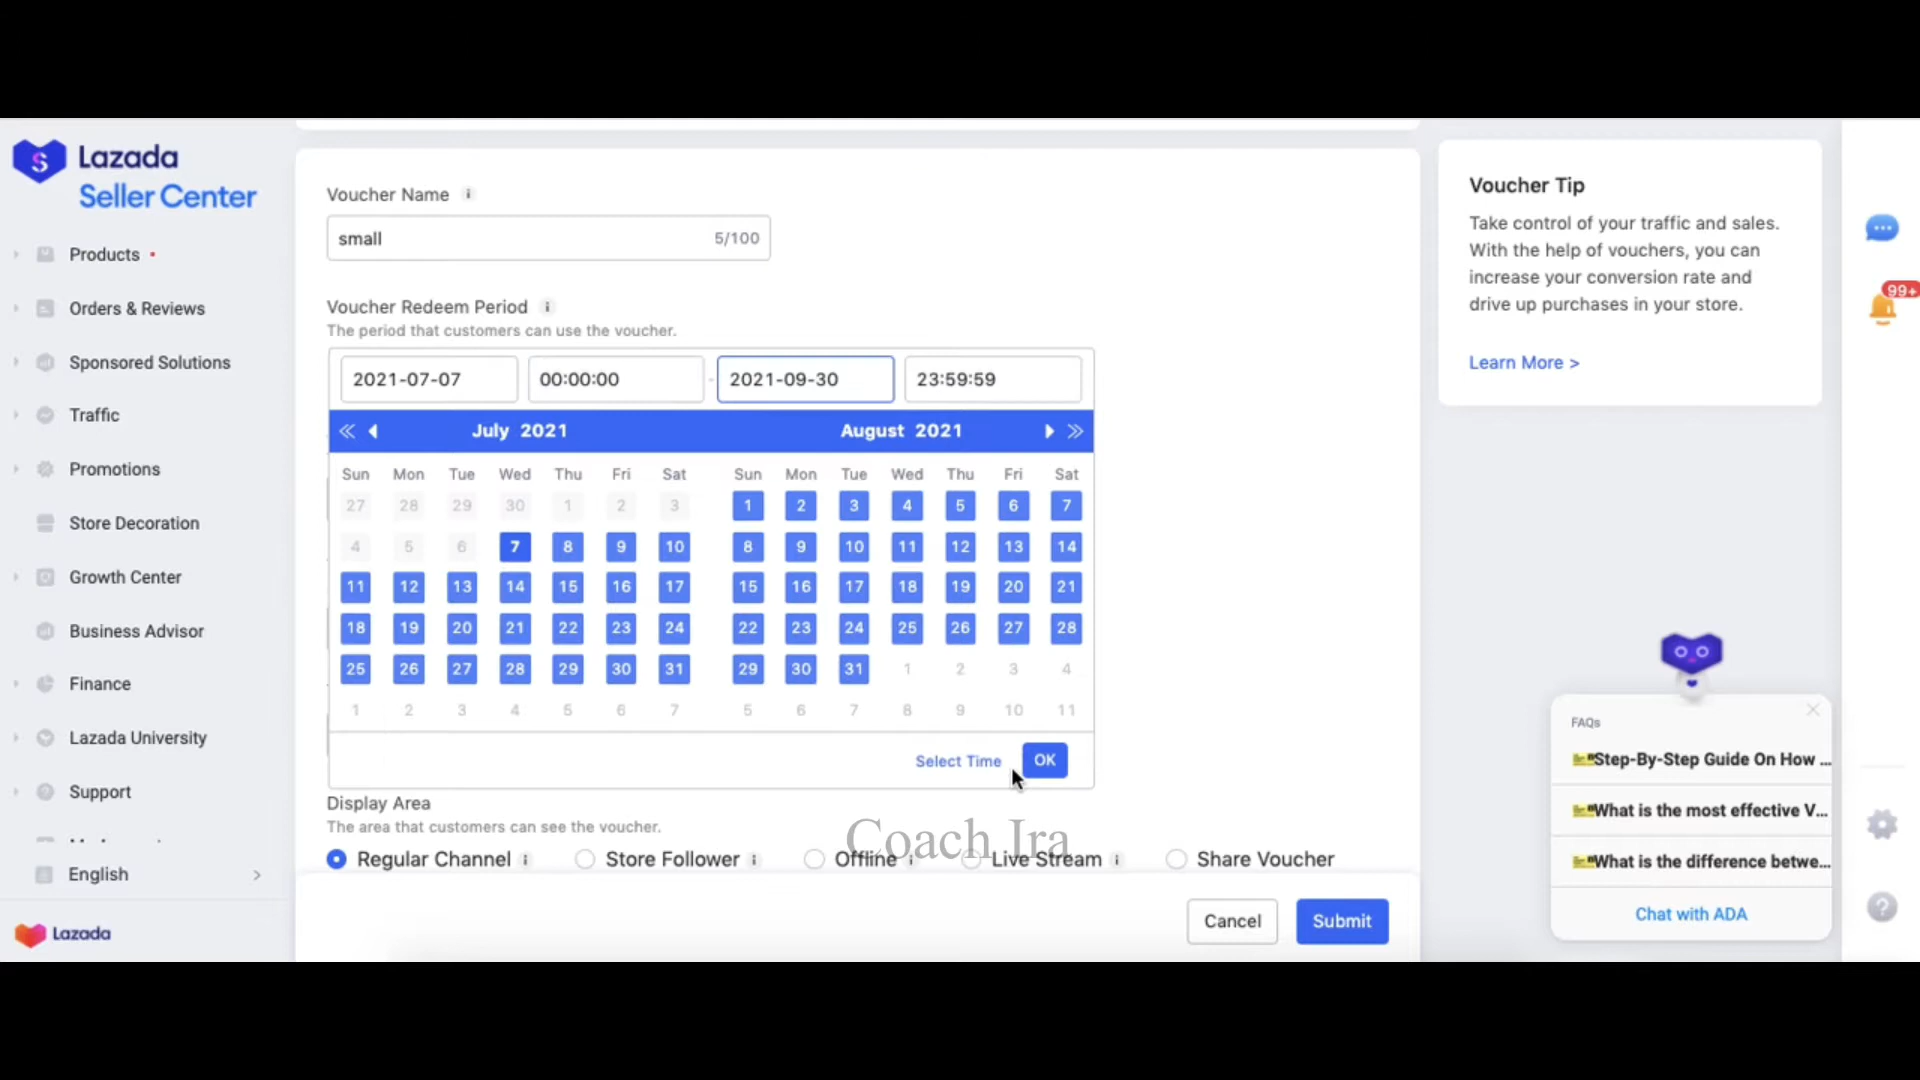 Lazada
Seller Center
Products
Orders & Reviews
Sponsored Solutions
Traffic
Promotions
Store Decoration
Growth Center
Business Advisor
Finance
Lazada University
Support
English >
Lazada
Voucher Name i
small 5/100
Voucher Redeem Period i
The period that customers can use the voucher.
2021-07-07 00:00:00 - 2021-09-30 23:59:59
July 2021 August 2021
Sun Mon Tue Wed Thu Fri Sat Sun Mon Tue Wed Thu Fri Sat
27 28 29 30 1 2 3 1 2 3 4 5 6 7
4 5 6 7 8 9 10 8 9 10 11 12 13 14
11 12 13 14 15 16 17 15 16 17 18 19 20 21
18 19 20 21 22 23 24 22 23 24 25 26 27 28
25 26 27 28 29 30 31 29 30 31 1 2 3 4
1 2 3 4 5 6 7 5 6 7 8 9 10 11
Select Time OK
Display Area
The area that customers can see the voucher.
Coach Ira
Regular Channel i Store Follower i Offline i Live Stream i Share Voucher
Cancel Submit
Voucher Tip
Take control of your traffic and sales.
With the help of vouchers, you can
increase your conversion rate and
drive up purchases in your store.
Learn More >
99+
FAQs
Step-By-Step Guide On How ...
What is the most effective V...
What is the difference betwe...
Chat with ADA